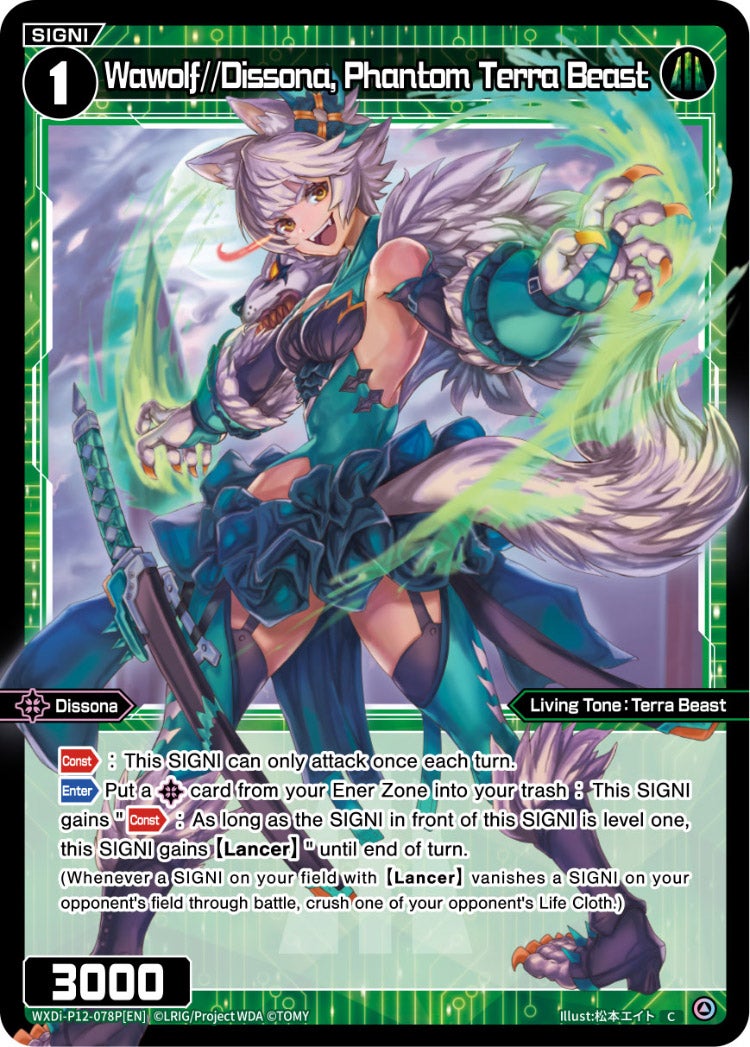 SIGNI
1
Wawolf//Dissona, Phantom Terra Beast
Dissona
Living Tone:Terra Beast
Const : This SIGNI can only attack once each turn.
Enter Put a card from your Ener Zone into your trash : This SIGNI
gains " Const : As long as the SIGNI in front of this SIGNI is level one,
this SIGNI gains【Lancer】" until end of turn.
(Whenever a SIGNI on your field with【Lancer】vanishes a SIGNI on your
opponent's field through battle, crush one of your opponent's Life Cloth.)
3000
WXDi-P12-078P[EN] ©LRIG/Project WDA ©TOMY
Illust:松本エイト C